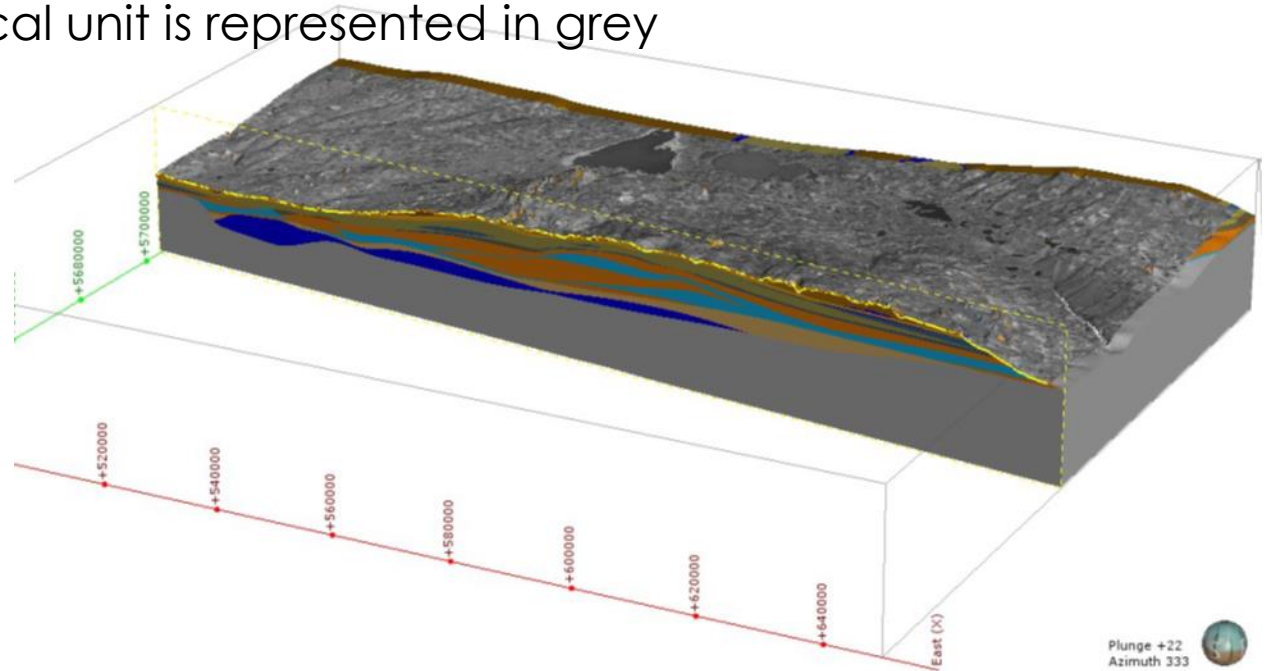 cal unit is represented in grey
+5700000
+5680000
+520000
+540000
+560000
+580000
+600000
+620000
+640000
East (X)
Plunge +22
Azimuth 333